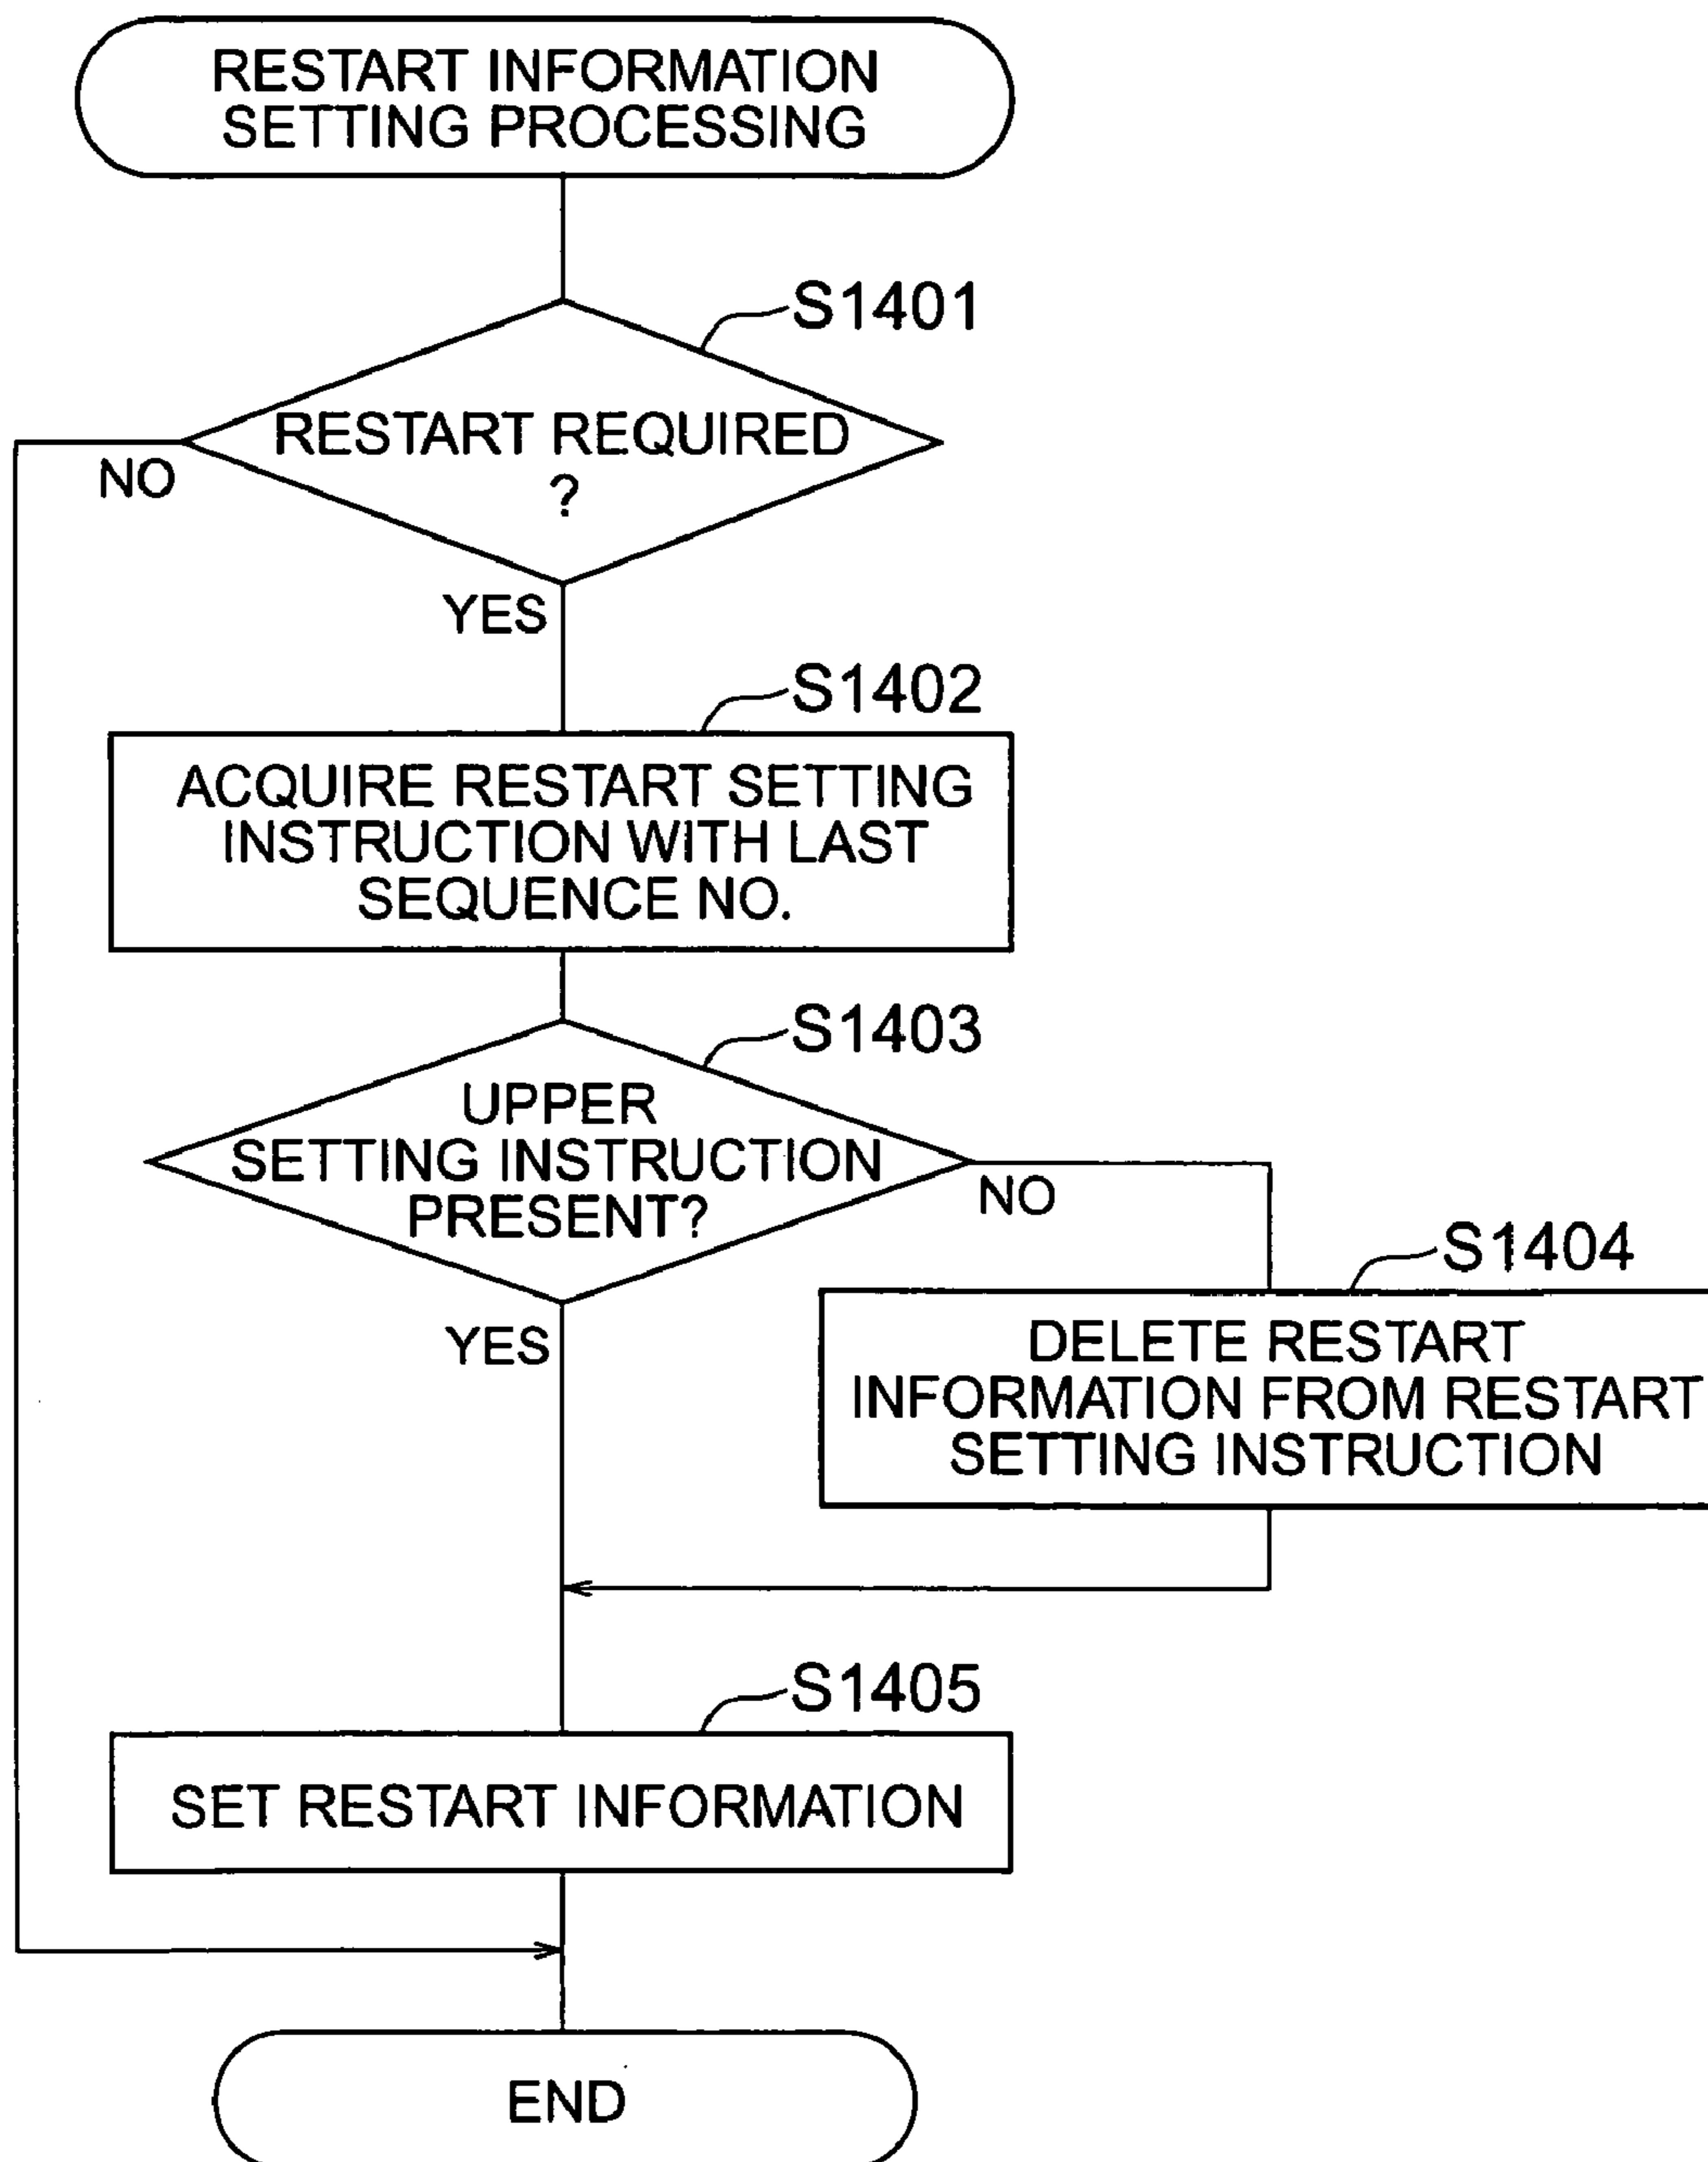 RESTART INFORMATION
SETTING PROCESSING
S1401
RESTART REQUIRED
?
NO
YES
S1402
ACQUIRE RESTART SETTING
INSTRUCTION WITH LAST
SEQUENCE NO.
S1403
UPPER
SETTING INSTRUCTION
PRESENT?
NO
YES
S1404
DELETE RESTART
INFORMATION FROM RESTART
SETTING INSTRUCTION
S1405
SET RESTART INFORMATION
END